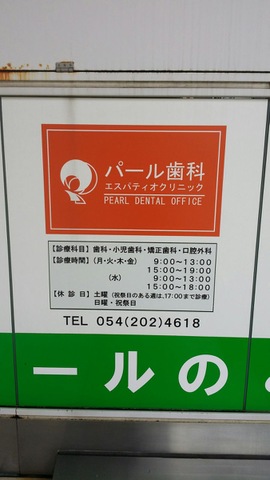 パール歯科
エスパティオクリニック
PEARL DENTAL OFFICE
【診療科目】歯科・小児歯科・矯正歯科・口腔外科
【診療時間】(月・火・木・金) 9:00~13:00
15:00~19:00
(水) 9:00~13:00
15:00~18:00
【休 診 日】土曜(祝祭日のある週は、17:00まで診療)
日曜・祝祭日
TEL 054(202)4618
ールの